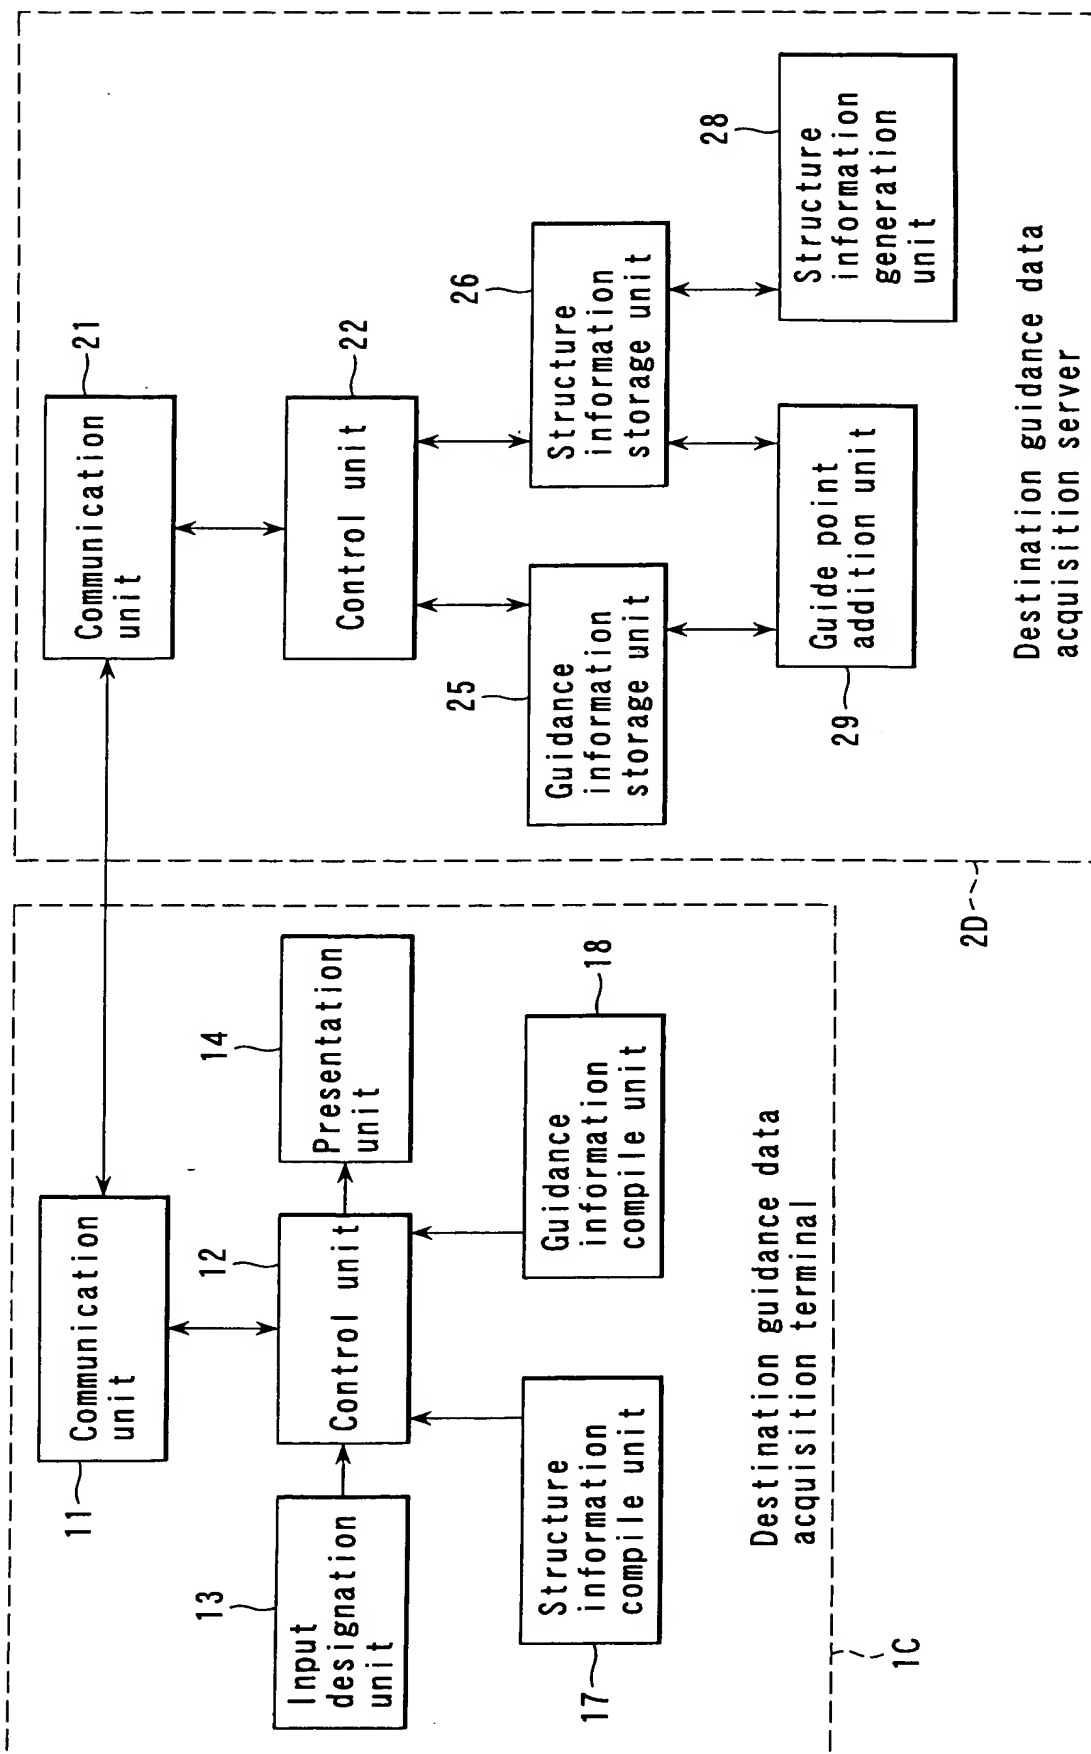 11
Communication
unit
13
Input
designation
unit
12
Control unit
14
Presentation
unit
17
Structure
information
compile unit
18
Guidance
information
compile unit
Destination guidance data
acquisition terminal
1C
21
Communication
unit
22
Control unit
25
Guidance
information
storage unit
26
Structure
information
storage unit
29
Guide point
addition unit
28
Structure
information
generation
unit
Destination guidance data
acquisition server
2D